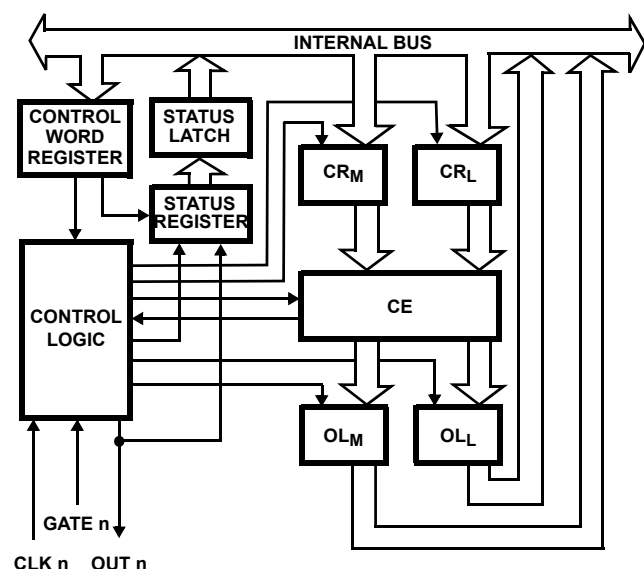 INTERNAL BUS
CONTROL
WORD
REGISTER
STATUS
LATCH
CRM
CRL
STATUS
REGISTER
CONTROL
LOGIC
CE
OLM
OLL
GATE n
CLK n
OUT n